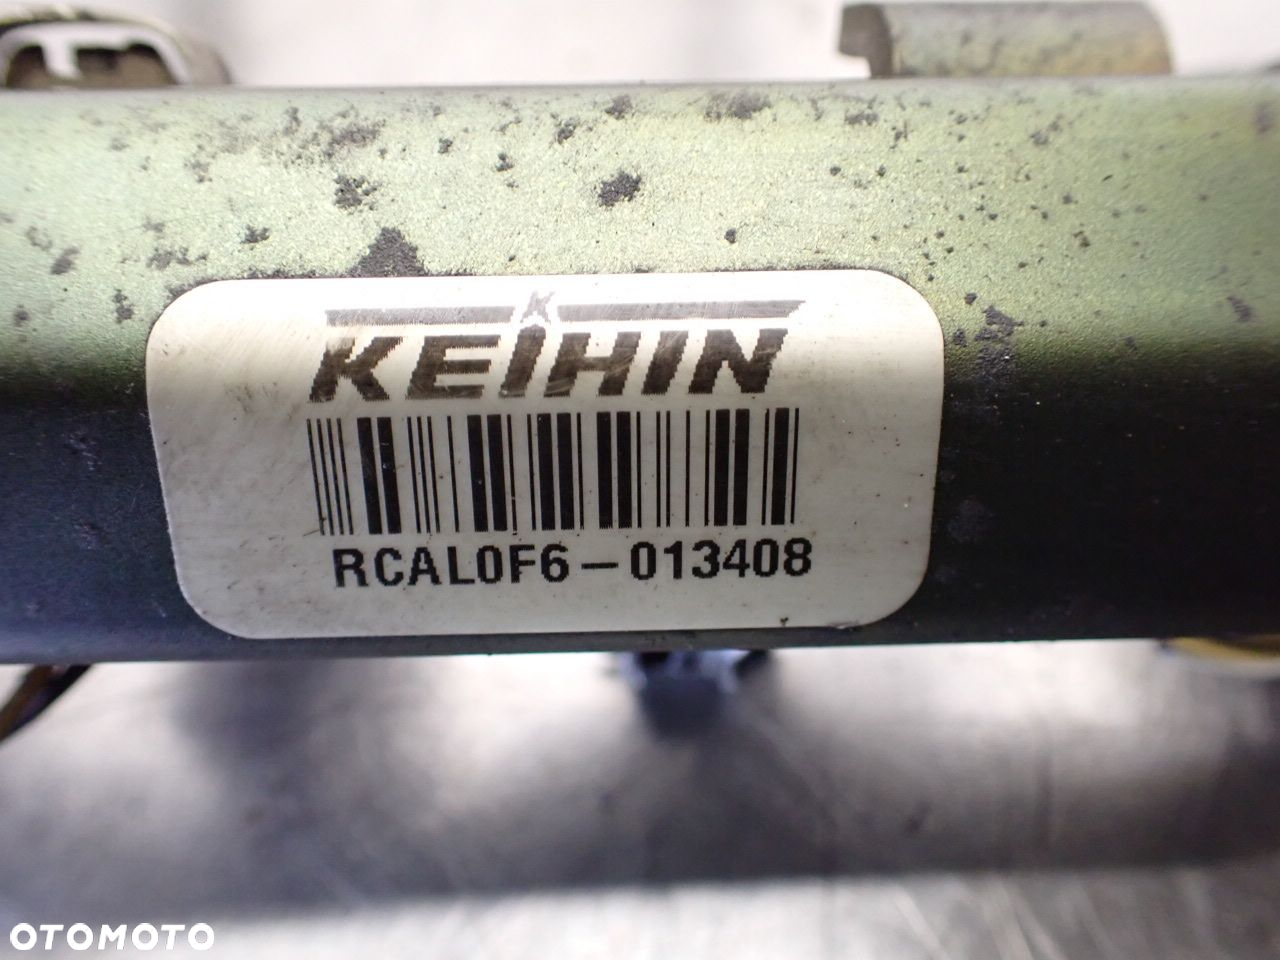 K
KEIHIN
RCAL0F6-013408
OTOMOTO